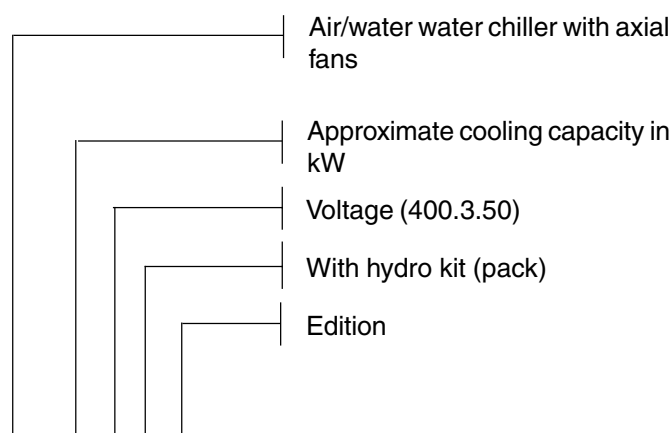 Air/water water chiller with axial
fans
Approximate cooling capacity in
kW
Voltage (400.3.50)
With hydro kit (pack)
Edition